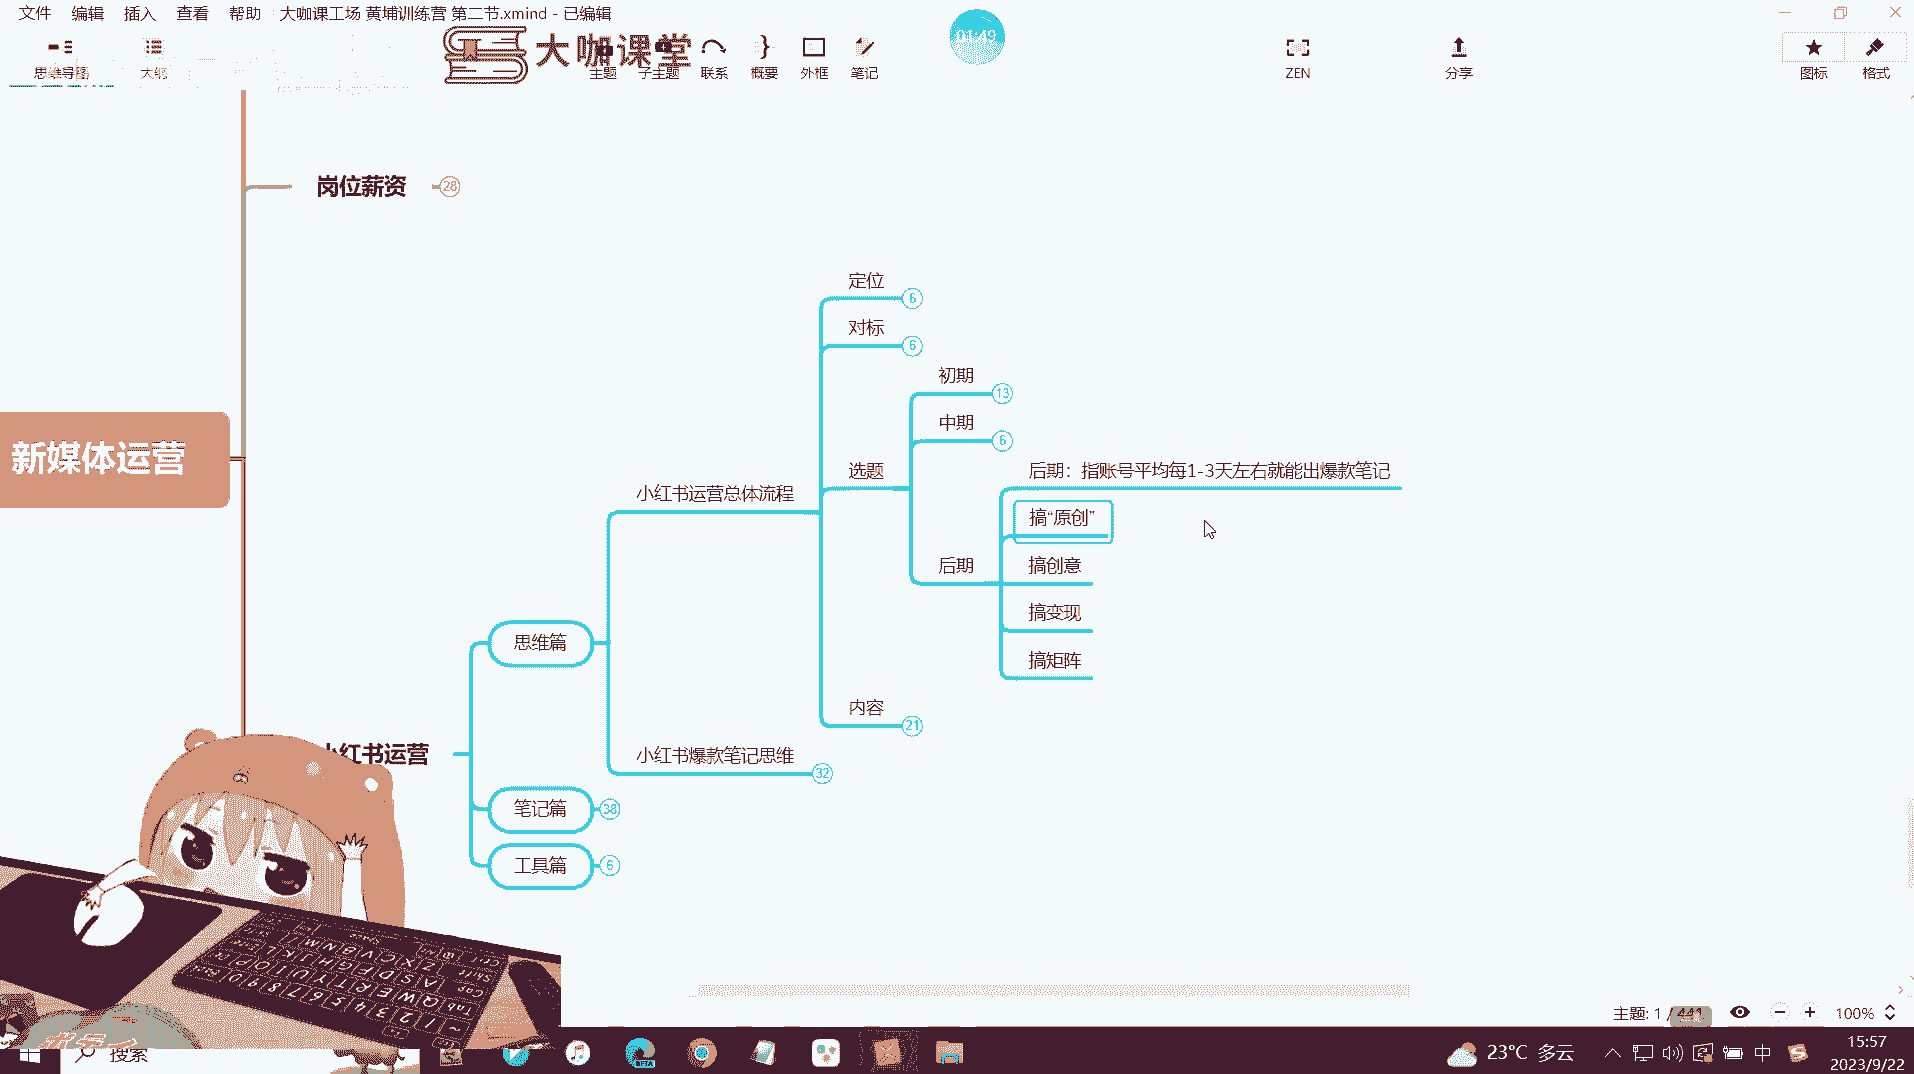 文件 编辑 插入 查看 帮助 大咖课工场 黄埔训练营 第二节.xmind - 已编辑
思维导图 大纲 大咖课堂 主题 子主题 联系 概要 外框 笔记 01:49 ZEN 分享 图标 格式
岗位薪资 28
定位 6
对标 6
初期 13
中期 6
选题
后期：指账号平均每1-3天左右就能出爆款笔记
新媒体运营
小红书运营总体流程
搞“原创”
后期
搞创意
搞变现
思维篇
搞矩阵
内容 21
小红书运营
小红书爆款笔记思维 32
笔记篇 38
工具篇 6
主题: 1 / 441 100%
搜索
23°C 多云
中
15:57
2023/9/22